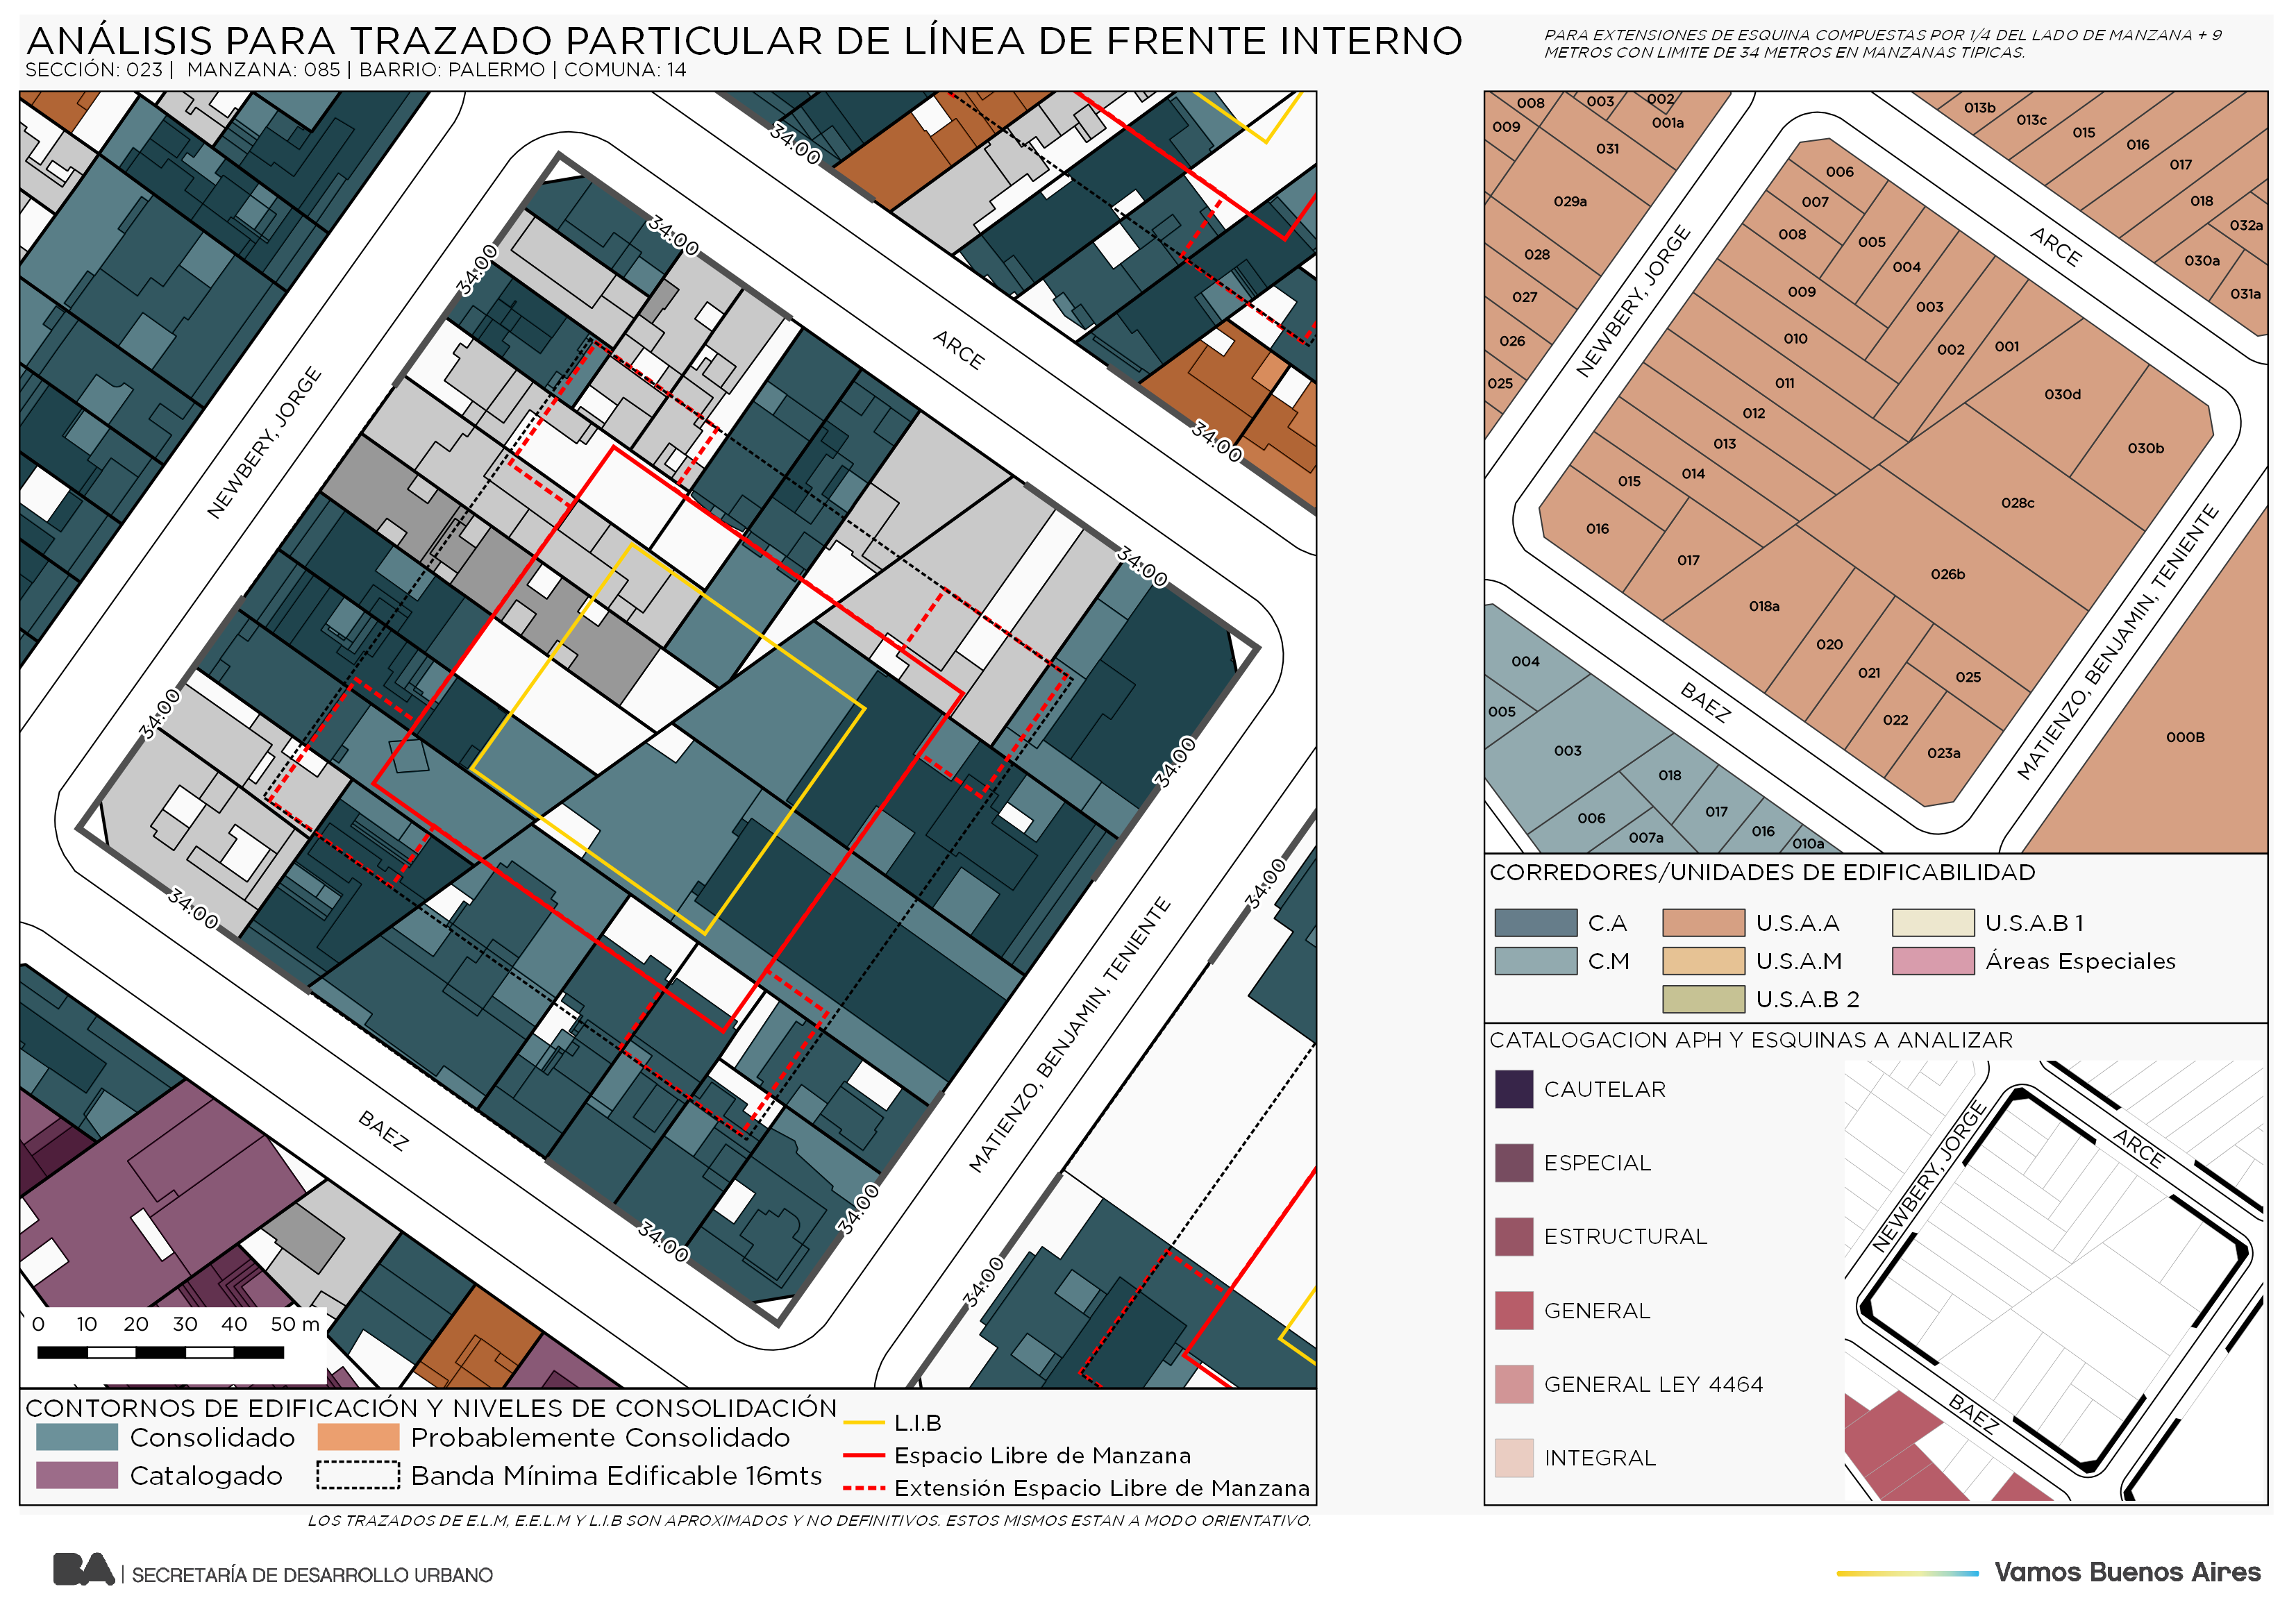 ANÁLISIS PARA TRAZADO PARTICULAR DE LÍNEA DE FRENTE INTERNO
SECCIÓN: 023 | MANZANA: 085 | BARRIO: PALERMO | COMUNA: 14
PARA EXTENSIONES DE ESQUINA COMPUESTAS POR 1/4 DEL LADO DE MANZANA + 9
METROS CON LIMITE DE 34 METROS EN MANZANAS TIPICAS.
34.00
34.00
34.00
ARCE
NEWBERY, JORGE
34.00
34.00
34.00
34.00
34.00
34.00
MATIENZO, BENJAMIN, TENIENTE
BAEZ
34.00
34.00
34.00
0 10 20 30 40 50 m
CONTORNOS DE EDIFICACIÓN Y NIVELES DE CONSOLIDACIÓN
Consolidado
Probablemente Consolidado
Catalogado
Banda Mínima Edificable 16mts
L.I.B
Espacio Libre de Manzana
Extensión Espacio Libre de Manzana
LOS TRAZADOS DE E.L.M, E.E.L.M Y L.I.B SON APROXIMADOS Y NO DEFINITIVOS. ESTOS MISMOS ESTAN A MODO ORIENTATIVO.
008
003
002
001a
009
031
029a
028
027
026
025
013b
013c
015
016
017
018
032a
030a
031a
006
007
008
005
004
009
003
010
002
001
011
012
030d
013
030b
014
015
028c
016
017
026b
018a
020
021
025
022
023a
000B
004
005
003
018
006
017
007a
016
010a
NEWBERY, JORGE
ARCE
BAEZ
MATIENZO, BENJAMIN, TENIENTE
CORREDORES/UNIDADES DE EDIFICABILIDAD
C.A
U.S.A.A
U.S.A.B 1
C.M
U.S.A.M
Áreas Especiales
U.S.A.B 2
CATALOGACION APH Y ESQUINAS A ANALIZAR
CAUTELAR
ESPECIAL
ESTRUCTURAL
GENERAL
GENERAL LEY 4464
INTEGRAL
NEWBERY, JORGE
ARCE
BAEZ
BA | SECRETARÍA DE DESARROLLO URBANO
Vamos Buenos Aires